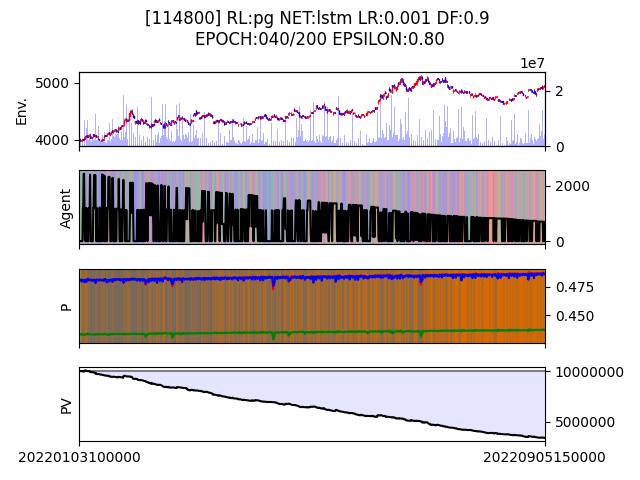 [114800] RL:pg NET:lstm LR:0.001 DF:0.9
EPOCH:040/200 EPSILON:0.80
1e7
Env.
5000
4000
2
0
Agent
2000
0
P
0.475
0.450
PV
10000000
5000000
20220103100000
20220905150000